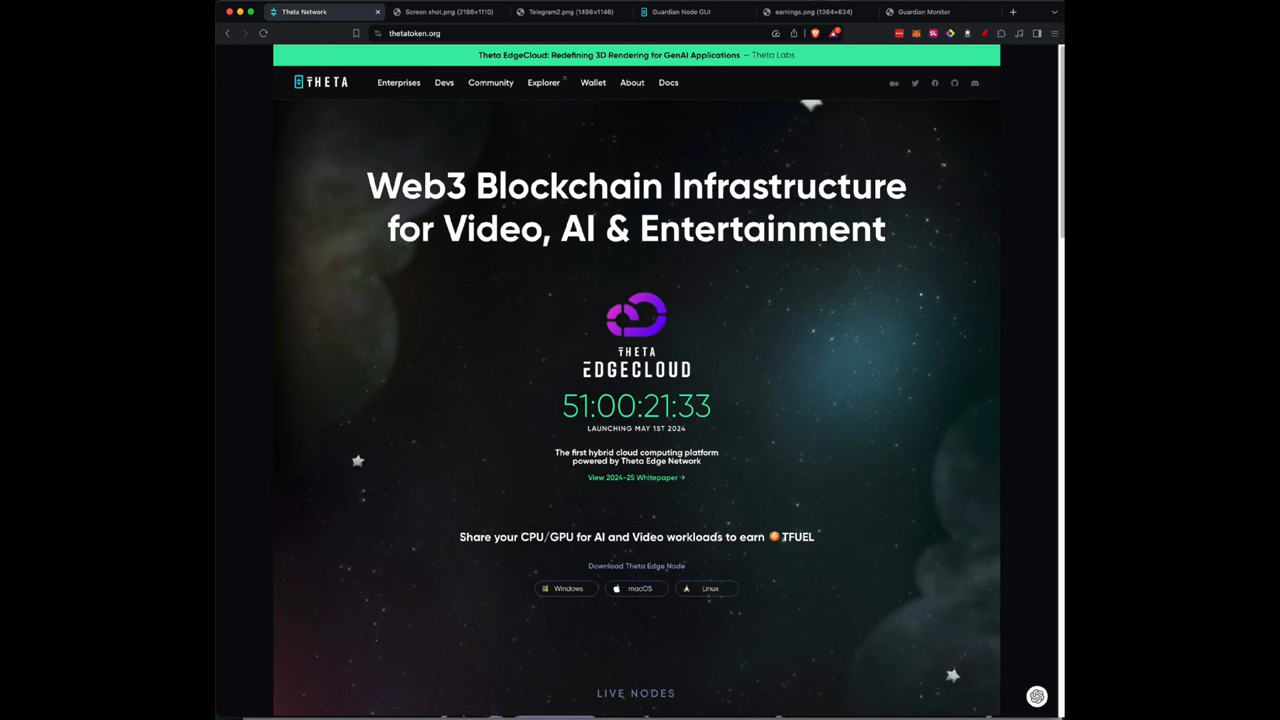 Theta Network
Screen shot.png (2186×1110)
Telegram2.png (1498×1146)
Guardian Node GUI
earnings.png (1364×634)
Guardian Monitor
thetatoken.org
Theta EdgeCloud: Redefining 3D Rendering for GenAI Applications — Theta Labs
THETA
Enterprises
Devs
Community
Explorer
Wallet
About
Docs
Web3 Blockchain Infrastructure
for Video, AI & Entertainment
THETA
EDGECLOUD
51:00:21:33
LAUNCHING MAY 1ST 2024
The first hybrid cloud computing platform
powered by Theta Edge Network
View 2024-25 Whitepaper →
Share your CPU/GPU for AI and Video workloads to earn TFUEL
Download Theta Edge Node
Windows
macOS
Linux
LIVE NODES